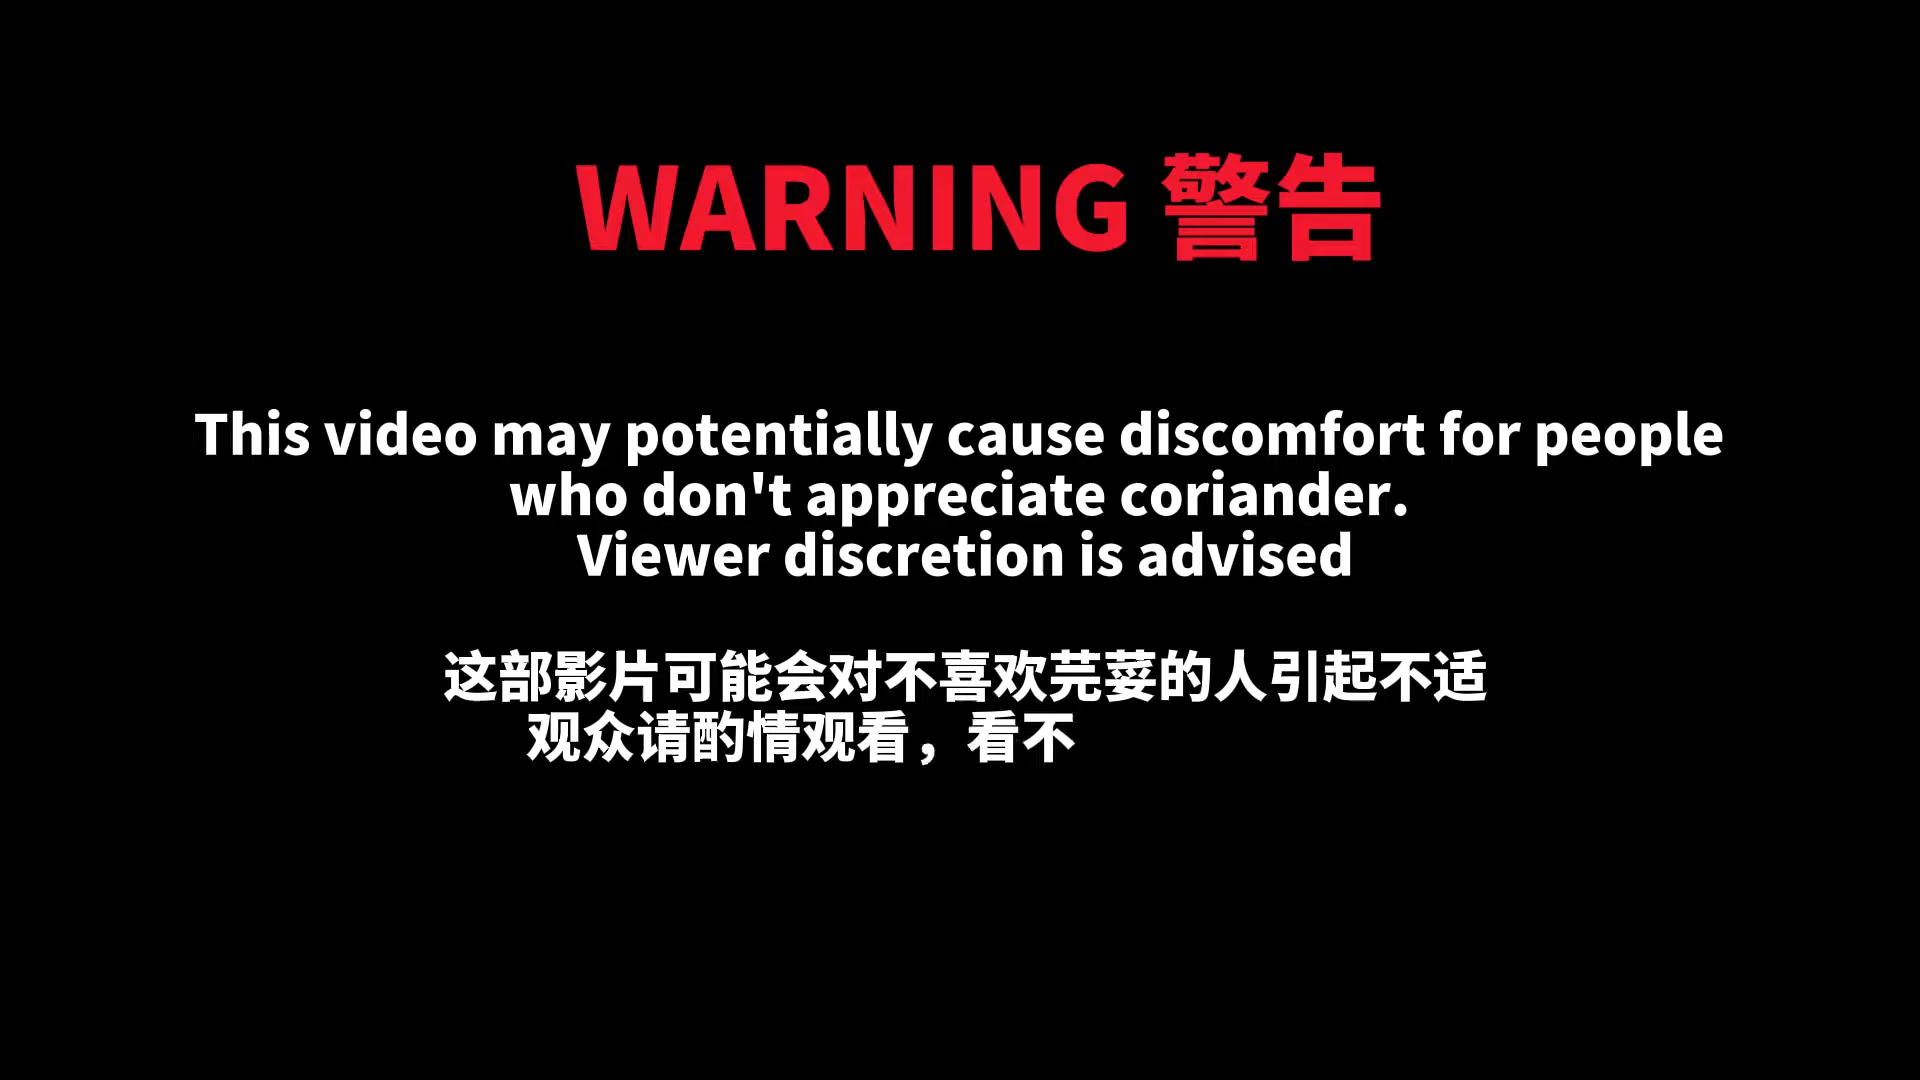 WARNING 警告
This video may potentially cause discomfort for people
who don't appreciate coriander.
Viewer discretion is advised
这部影片可能会对不喜欢芫荽的人引起不适
观众请酌情观看，看不